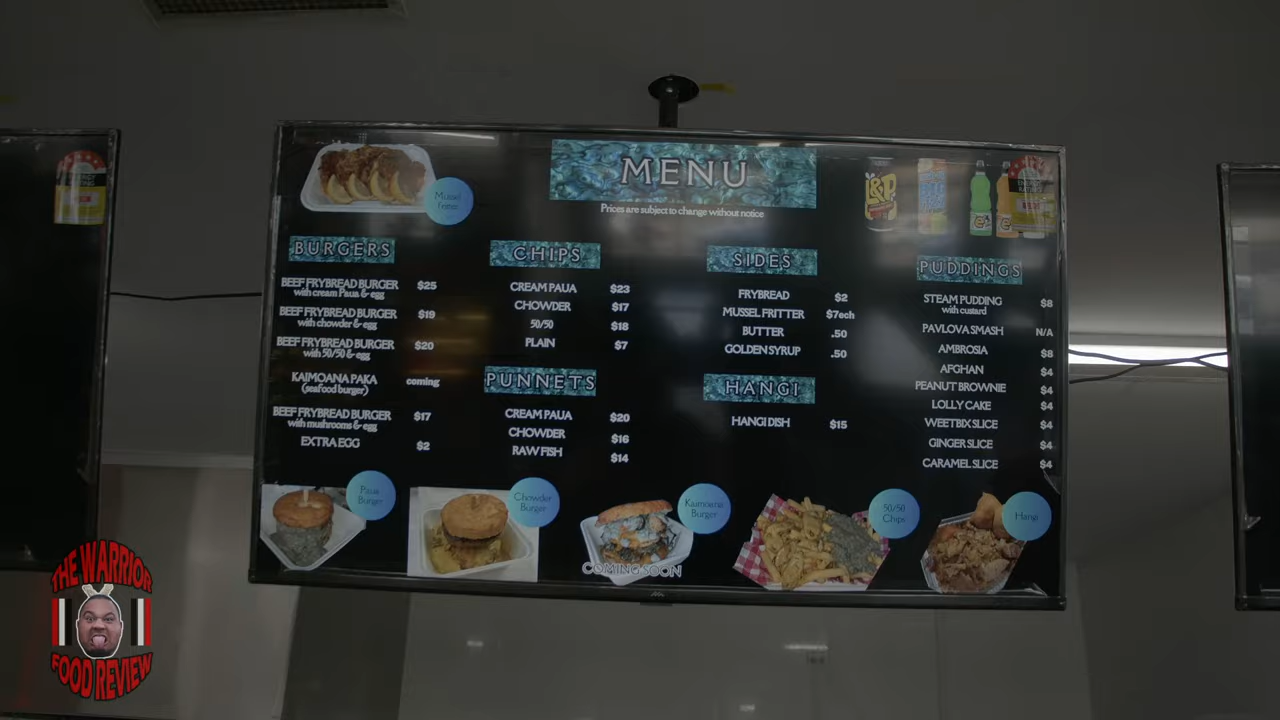 MENU
Prices are subject to change without notice
Mussel
Fritter
L&P
BURGERS
BEEF FRYBREAD BURGER $25
with cream Paua & egg
BEEF FRYBREAD BURGER $19
with chowder & egg
BEEF FRYBREAD BURGER $20
with 50/50 & egg
KAIMOANA PAKA coming
(seafood burger)
BEEF FRYBREAD BURGER $17
with mushrooms & egg
EXTRA EGG $2
CHIPS
CREAM PAUA $23
CHOWDER $17
50/50 $18
PLAIN $7
PUNNETS
CREAM PAUA $20
CHOWDER $16
RAW FISH $14
SIDES
FRYBREAD $2
MUSSEL FRITTER $7ech
BUTTER .50
GOLDEN SYRUP .50
HANGI
HANGI DISH $15
PUDDINGS
STEAM PUDDING $8
with custard
PAVLOVA SMASH N/A
AMBROSIA $8
AFGHAN $4
PEANUT BROWNIE $4
LOLLY CAKE $4
WEETBIX SLICE $4
GINGER SLICE $4
CARAMEL SLICE $4
Paua
Burger
Chowder
Burger
Kaimoana
Burger
COMING SOON
50/50
Chips
Hangi
THE WARRIOR
FOOD REVIEW